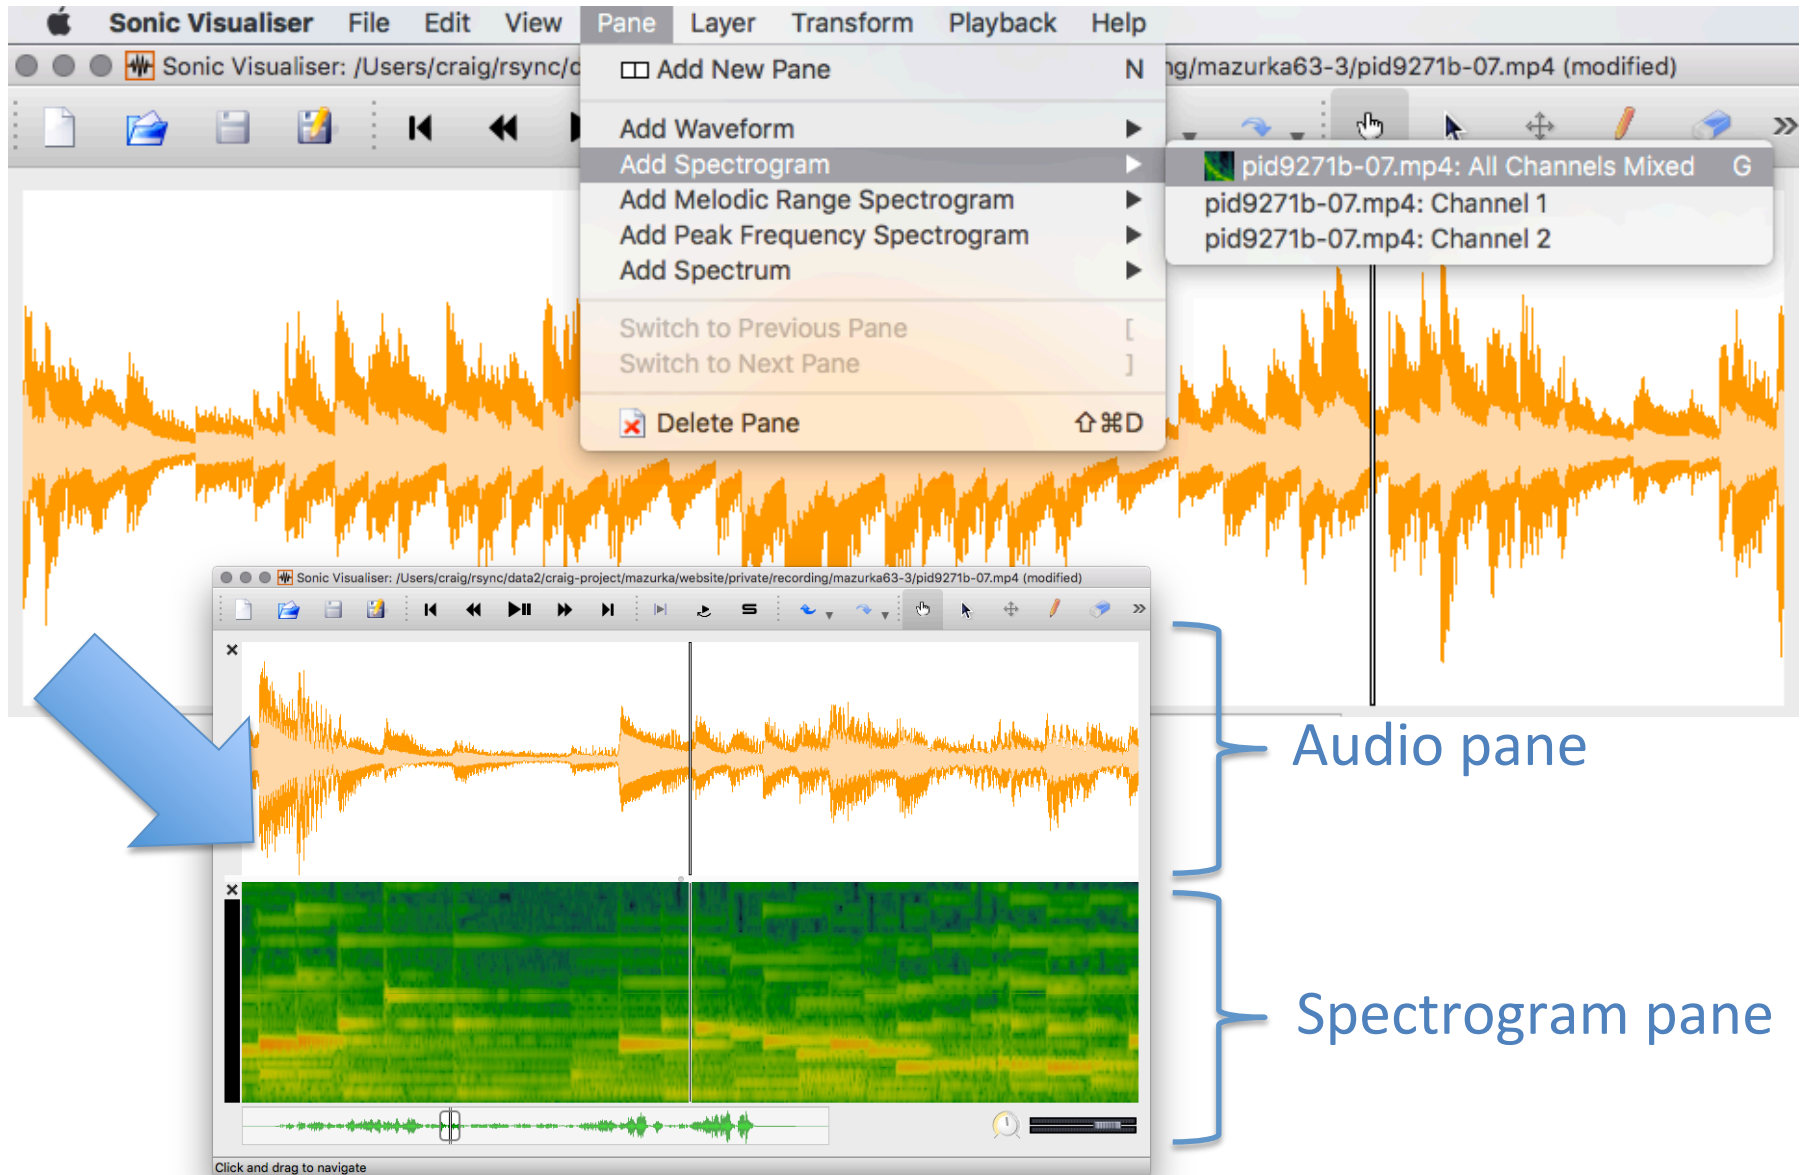 Sonic Visualiser File Edit View Pane Layer Transform Playback Help
Sonic Visualiser: /Users/craig/rsync/d
ng/mazurka63-3/pid9271b-07.mp4 (modified)
Add New Pane N
Add Waveform
Add Spectrogram
Add Melodic Range Spectrogram
Add Peak Frequency Spectrogram
Add Spectrum
Switch to Previous Pane [
Switch to Next Pane ]
Delete Pane ⇧⌘D
pid9271b-07.mp4: All Channels Mixed G
pid9271b-07.mp4: Channel 1
pid9271b-07.mp4: Channel 2
Sonic Visualiser: /Users/craig/rsync/data2/craig-project/mazurka/website/private/recording/mazurka63-3/pid9271b-07.mp4 (modified)
Audio pane
Spectrogram pane
Click and drag to navigate